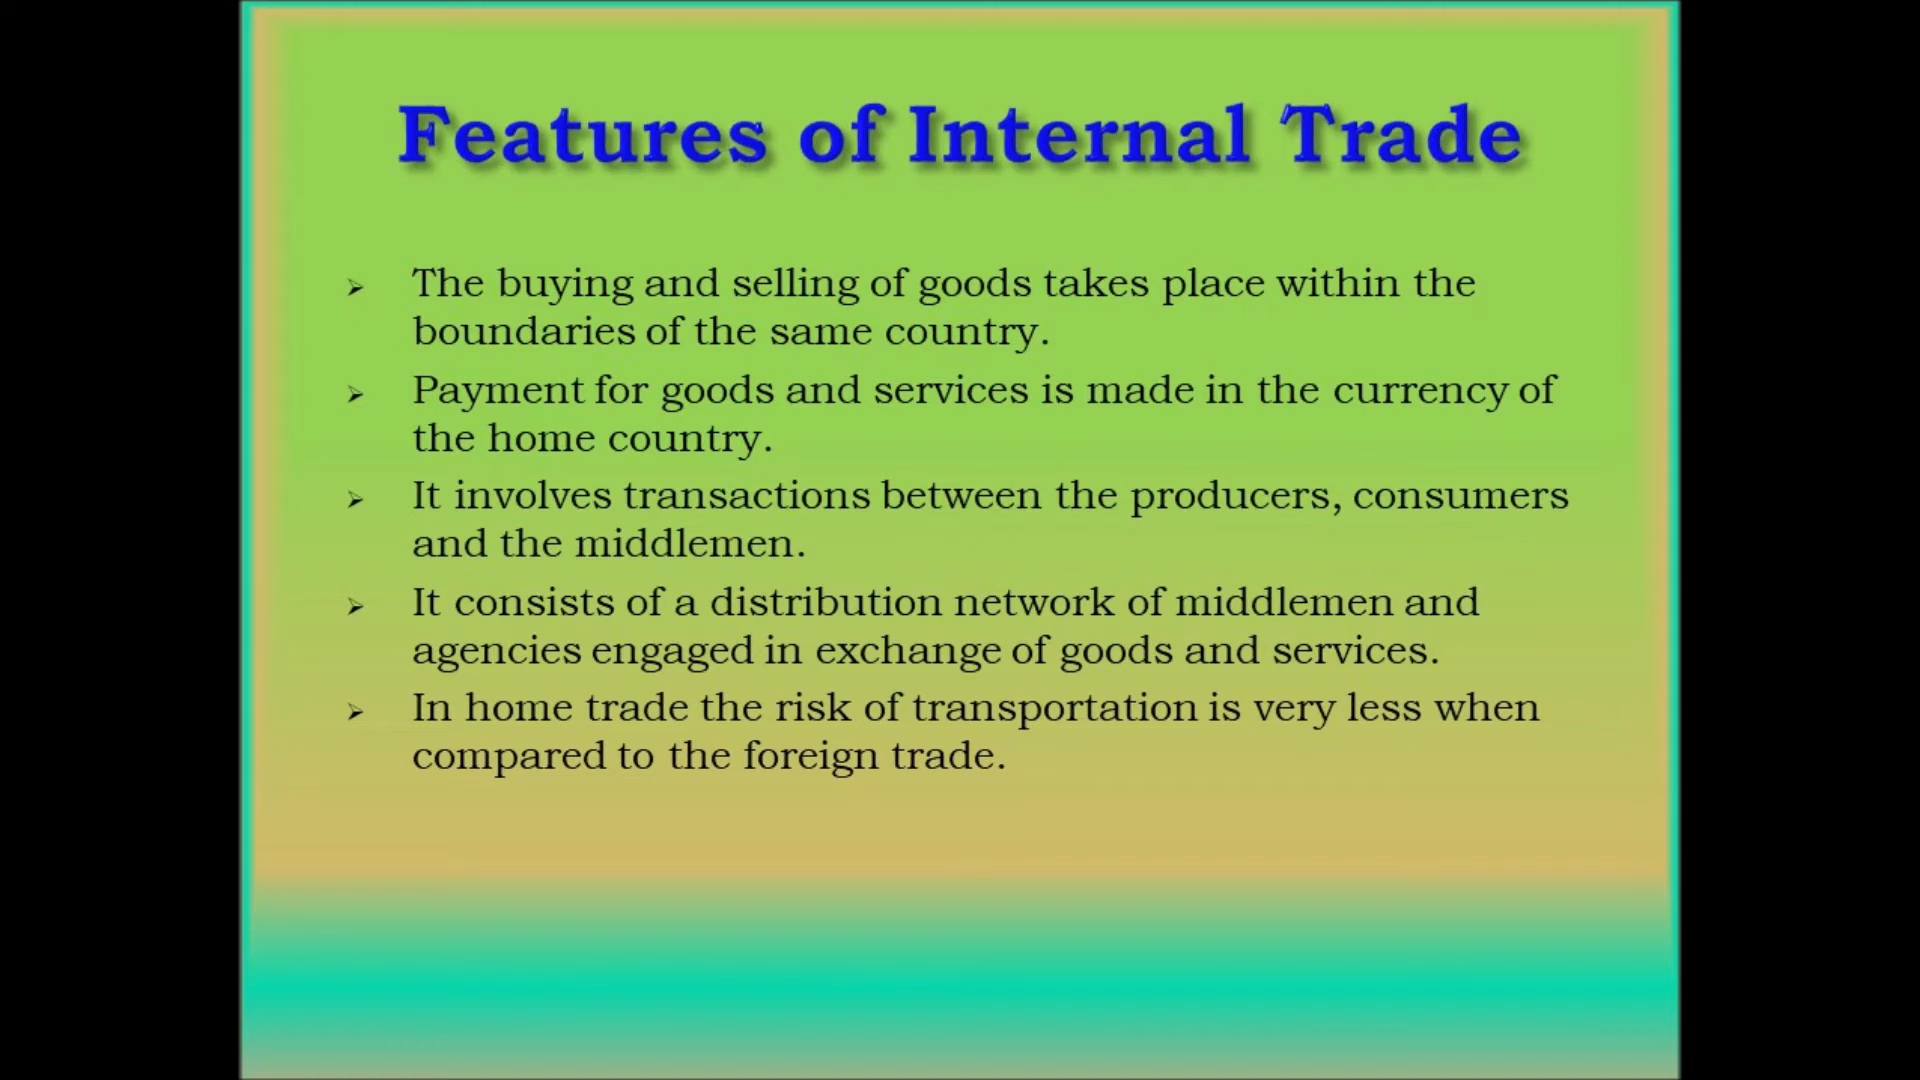 Features of Internal Trade
➢ The buying and selling of goods takes place within the
boundaries of the same country.
➢ Payment for goods and services is made in the currency of
the home country.
➢ It involves transactions between the producers, consumers
and the middlemen.
➢ It consists of a distribution network of middlemen and
agencies engaged in exchange of goods and services.
➢ In home trade the risk of transportation is very less when
compared to the foreign trade.